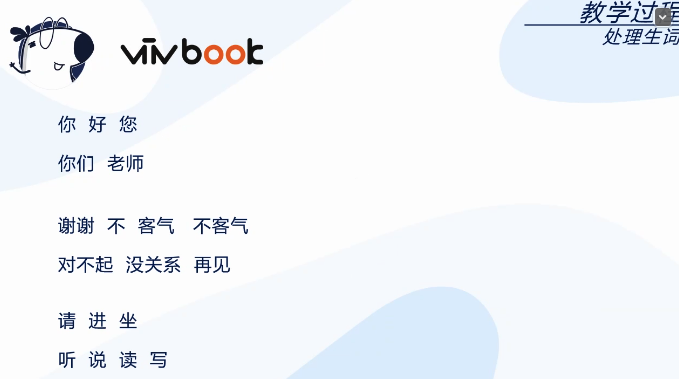 vivbook
教学过程
处理生词
你 好 您
你们 老师
谢谢 不 客气 不客气
对不起 没关系 再见
请 进 坐
听 说 读 写